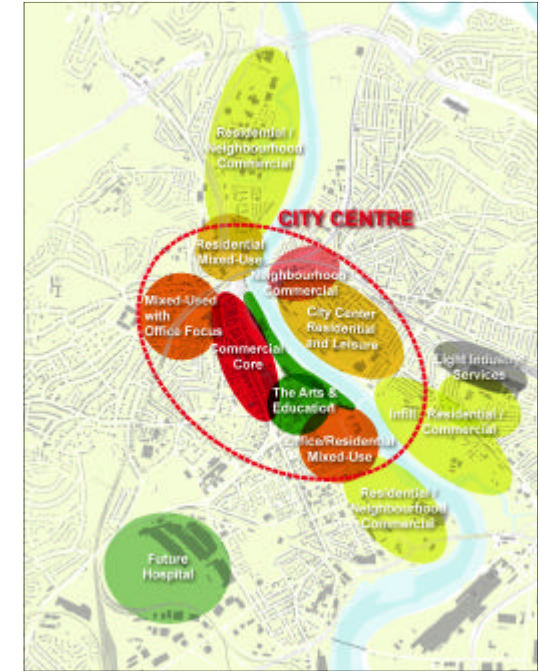 Residential /
Neighbourhood
Commercial
CITY CENTRE
Residential
Mixed-Use
Neighbourhood
Commercial
Mixed-Used
with
Office Focus
City Center
Residential
and Leisure
Commercial
Core
Light Industry
Services
The Arts &
Education
Infill - Residential /
Commercial
Office/Residential
Mixed-Use
Residential /
Neighbourhood
Commercial
Future
Hospital